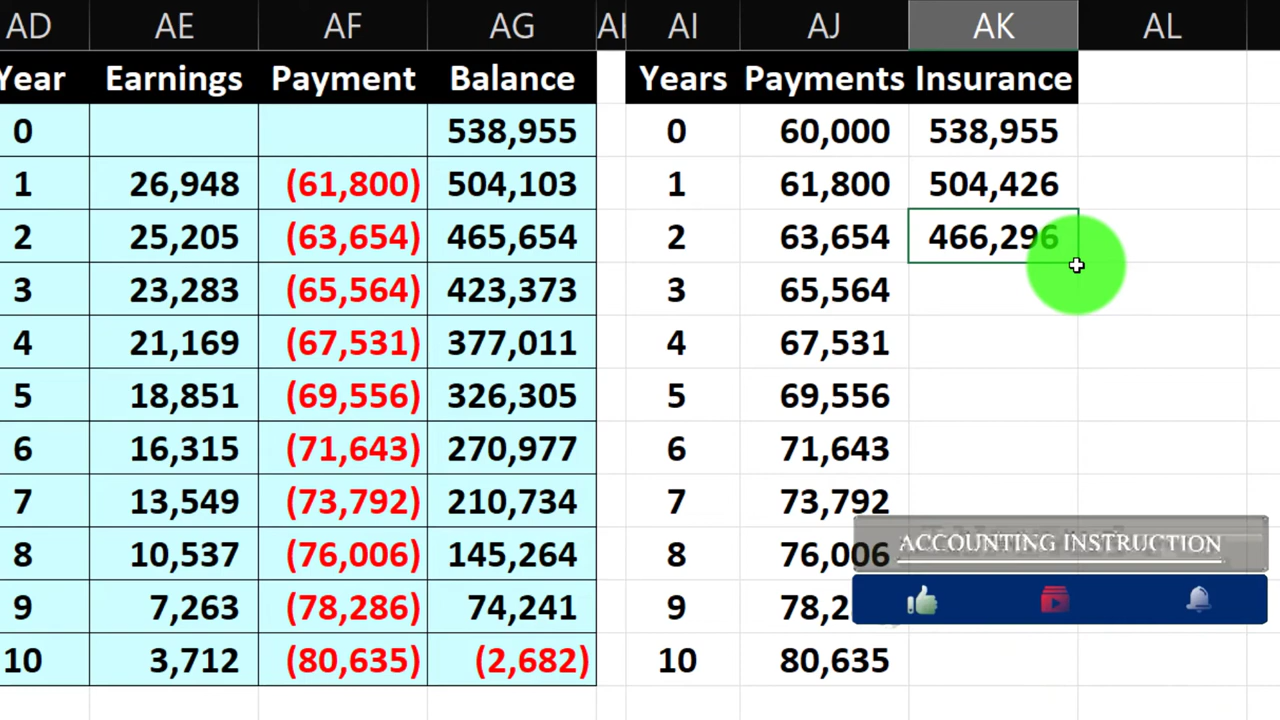 AD AE AF AG AI AJ AK AL
Year Earnings Payment Balance Years Payments Insurance
0 538,955 0 60,000 538,955
1 26,948 (61,800) 504,103 1 61,800 504,426
2 25,205 (63,654) 465,654 2 63,654 466,296
3 23,283 (65,564) 423,373 3 65,564
4 21,169 (67,531) 377,011 4 67,531
5 18,851 (69,556) 326,305 5 69,556
6 16,315 (71,643) 270,977 6 71,643
7 13,549 (73,792) 210,734 7 73,792
8 10,537 (76,006) 145,264 8 76,006
ACCOUNTING INSTRUCTION
9 7,263 (78,286) 74,241 9 78,2
10 3,712 (80,635) (2,682) 10 80,635